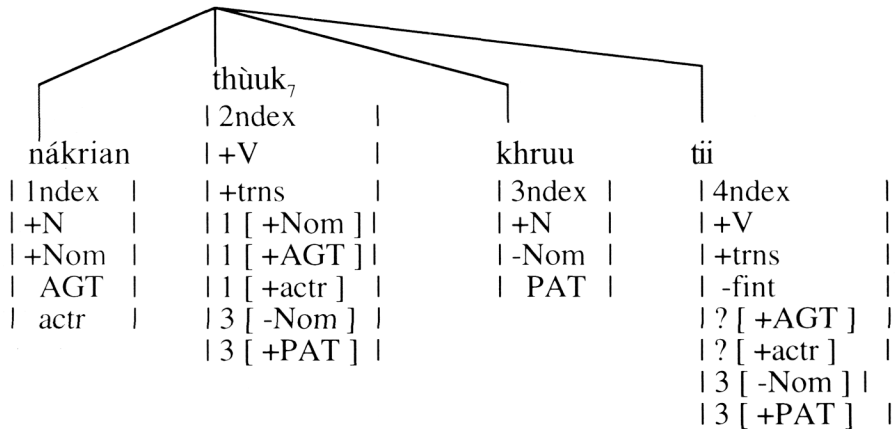 nákrian
| 1ndex |
| +N |
| +Nom |
| AGT |
| actr |
thùuk₇
| 2ndex |
| +V |
| +trns |
| 1 [ +Nom ] |
| 1 [ +AGT ] |
| 1 [ +actr ] |
| 3 [ -Nom ] |
| 3 [ +PAT ] |
khruu
| 3ndex |
| +N |
| -Nom |
| PAT |
tii
| 4ndex |
| +V |
| +trns |
| -fint |
| ? [ +AGT ] |
| ? [ +actr ] |
| 3 [ -Nom ] |
| 3 [ +PAT ] |